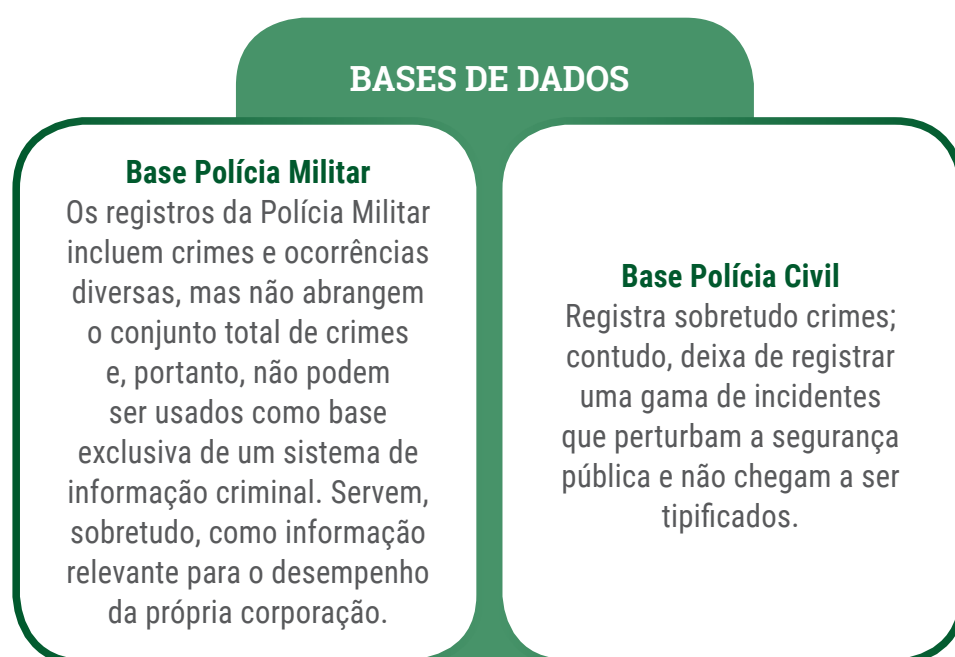 BASES DE DADOS
Base Polícia Militar
Os registros da Polícia Militar
incluem crimes e ocorrências
diversas, mas não abrangem
o conjunto total de crimes
e, portanto, não podem
ser usados como base
exclusiva de um sistema de
informação criminal. Servem,
sobretudo, como informação
relevante para o desempenho
da própria corporação.
Base Polícia Civil
Registra sobretudo crimes;
contudo, deixa de registrar
uma gama de incidentes
que perturbam a segurança
pública e não chegam a ser
tipificados.